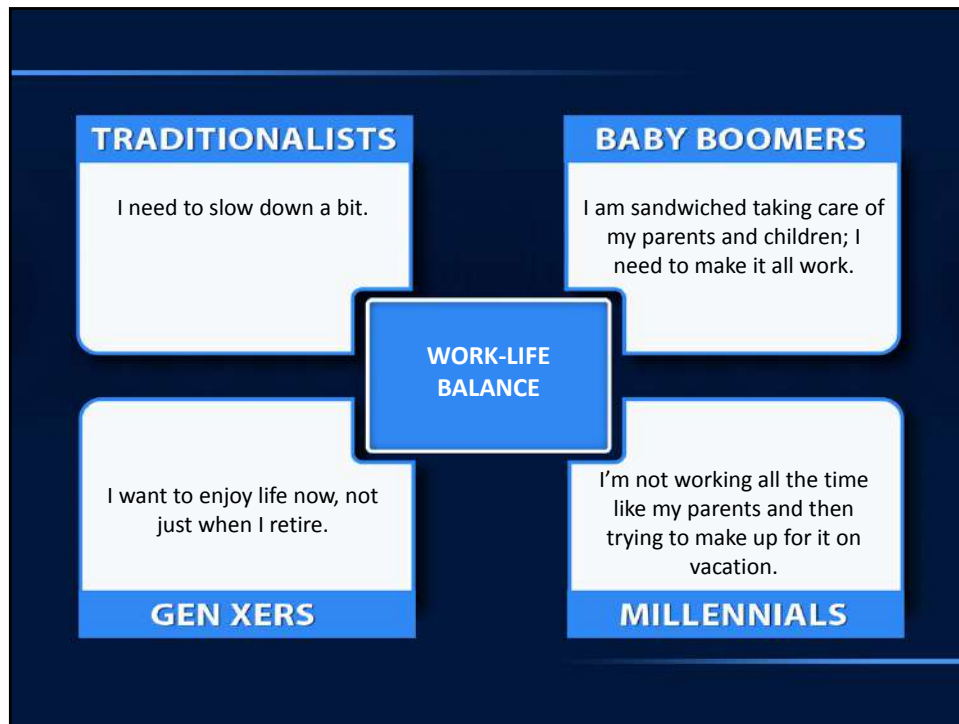 TRADITIONALISTS
I need to slow down a bit.
BABY BOOMERS
I am sandwiched taking care of
my parents and children; I
need to make it all work.
WORK-LIFE
BALANCE
I want to enjoy life now, not
just when I retire.
GEN XERS
I’m not working all the time
like my parents and then
trying to make up for it on
vacation.
MILLENNIALS